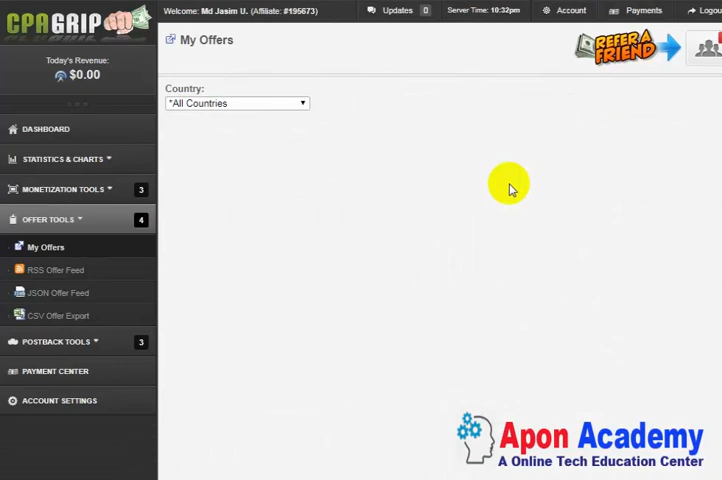 CPAGRIP
Welcome: Md Jasim U. (Affiliate: #195673)
Updates 0
Server Time: 10:32pm
Account
Payments
Logou
Today's Revenue:
$0.00
My Offers
REFER A
FRIEND
Country:
*All Countries
DASHBOARD
STATISTICS & CHARTS
MONETIZATION TOOLS 3
OFFER TOOLS 4
My Offers
RSS Offer Feed
JSON Offer Feed
CSV Offer Export
POSTBACK TOOLS 3
PAYMENT CENTER
ACCOUNT SETTINGS
Apon Academy
A Online Tech Education Center